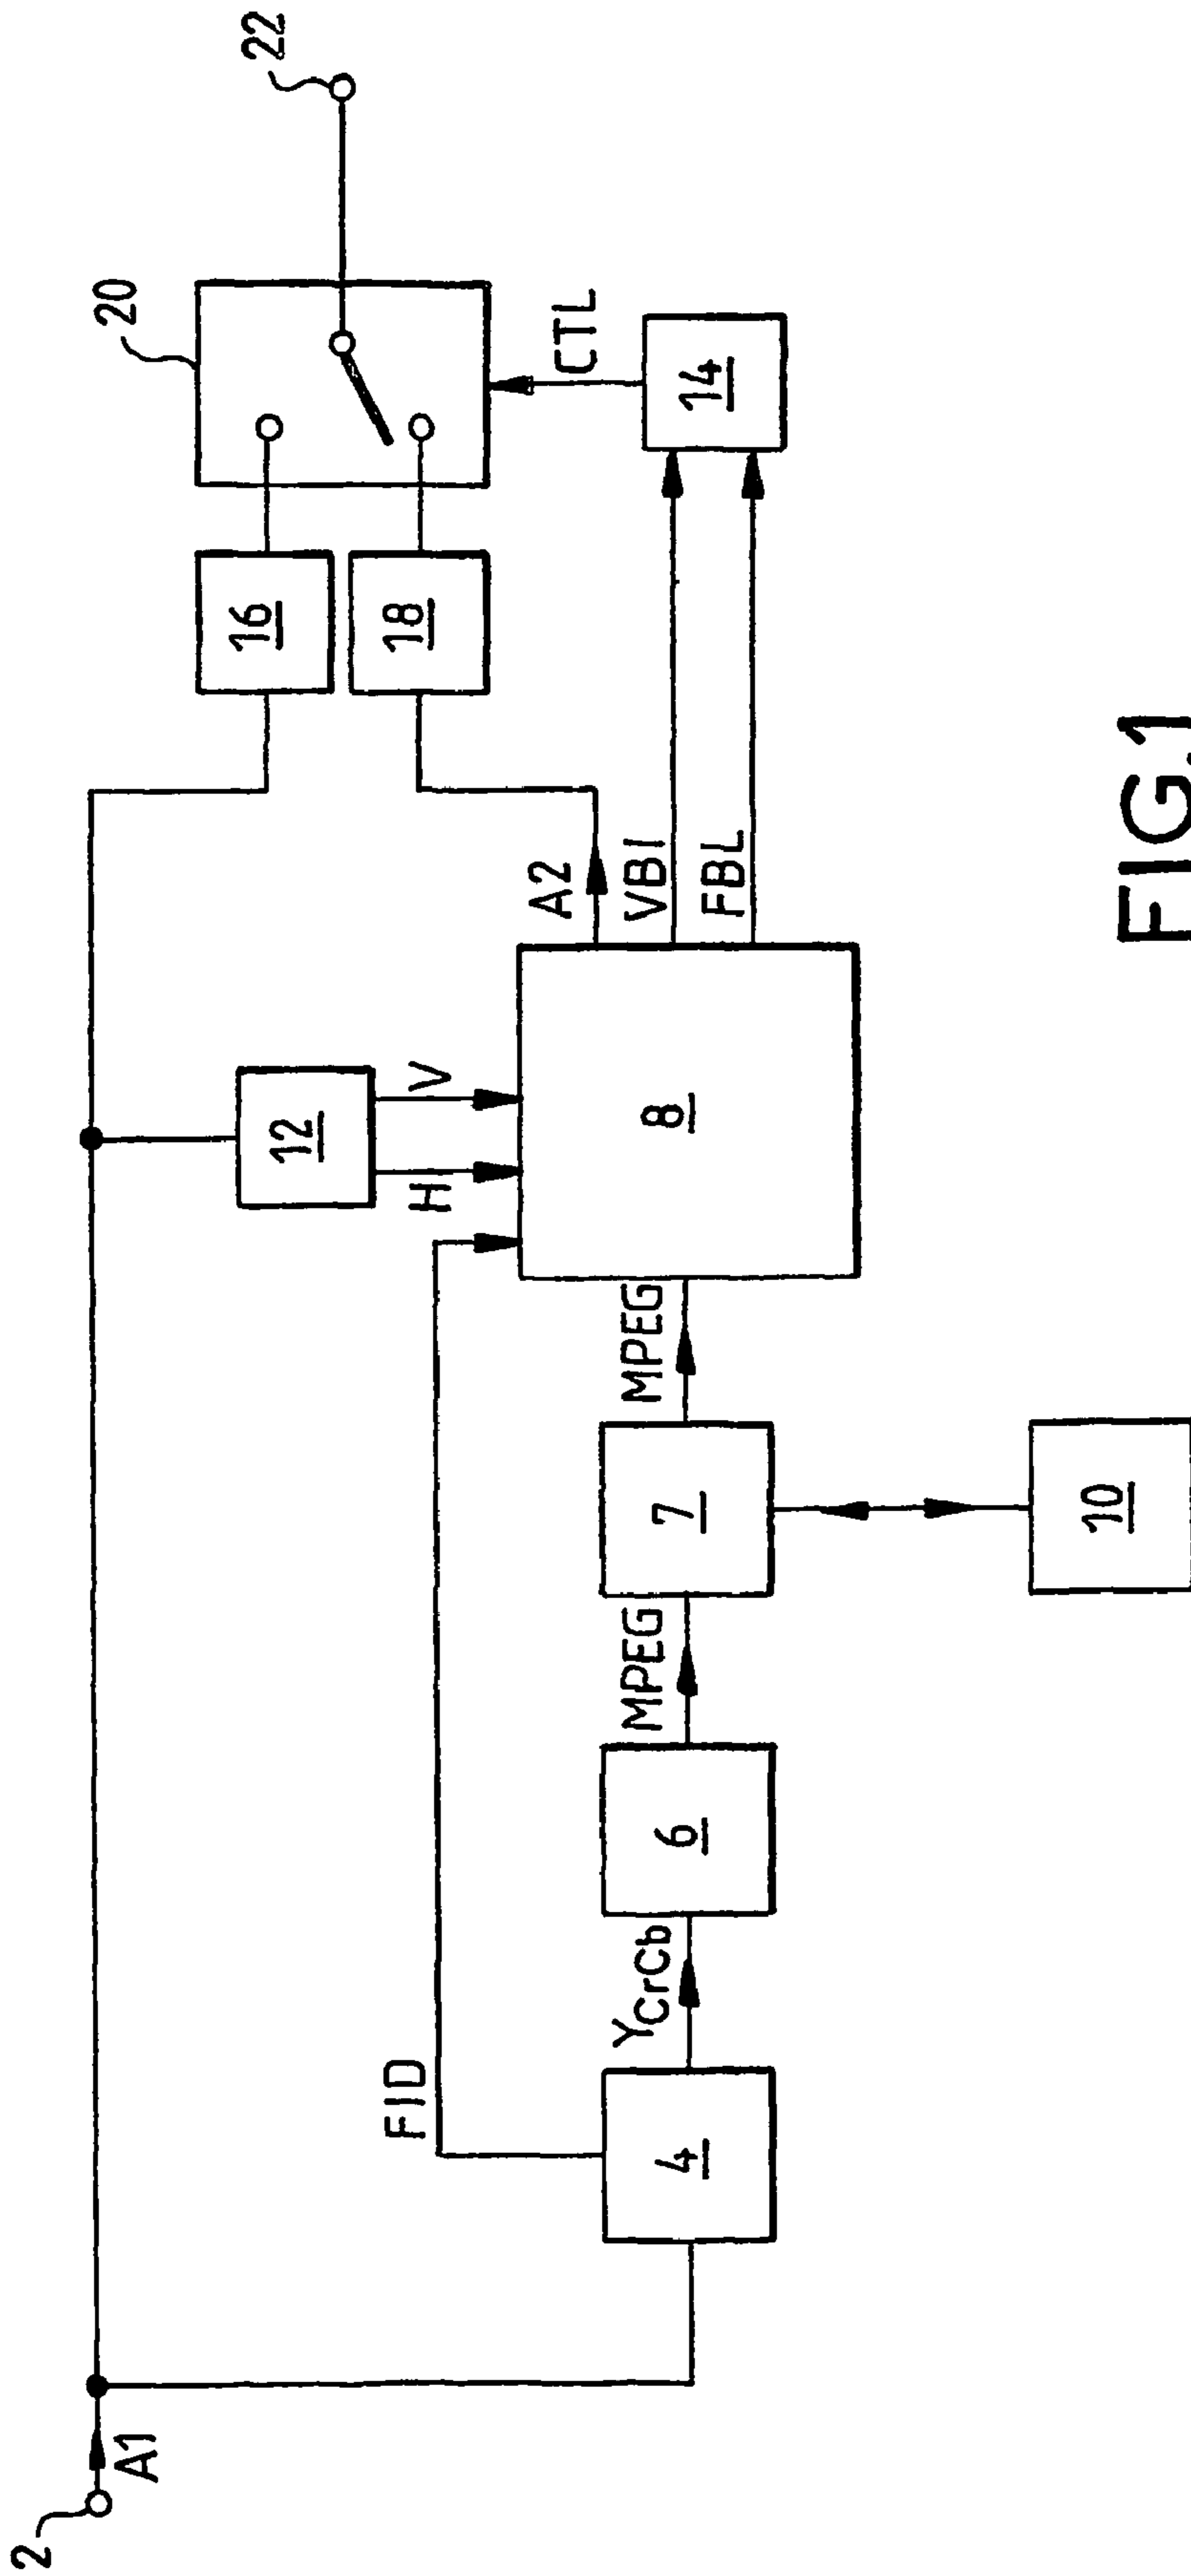 2
A1
FID
4
YCrCb
6
MPEG
7
MPEG
10
12
H
V
8
A2
VBI
FBL
16
18
20
22
CTL
14
FIG.1